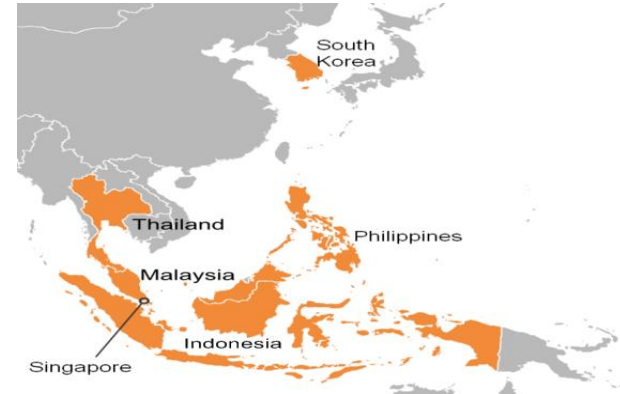 South
Korea
Thailand
Philippines
Malaysia
Indonesia
Singapore